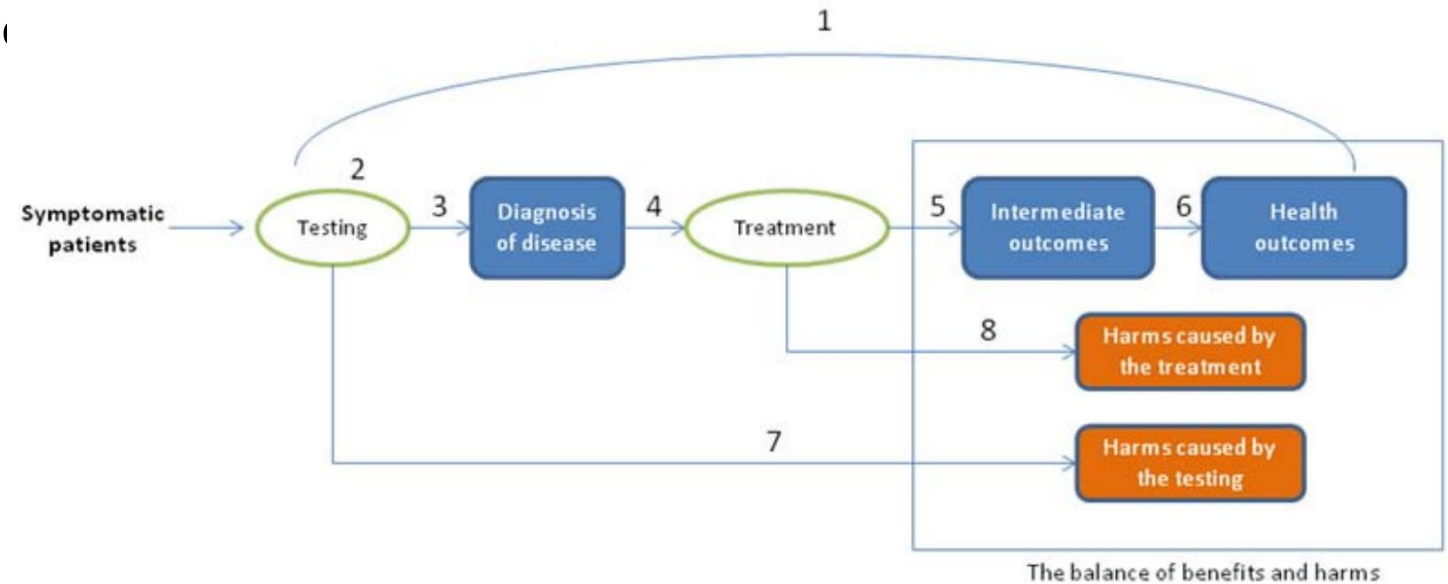 1
2
Symptomatic
patients
Testing
3
Diagnosis
of disease
4
Treatment
5
Intermediate
outcomes
6
Health
outcomes
8
Harms caused by
the treatment
7
Harms caused by
the testing
The balance of benefits and harms